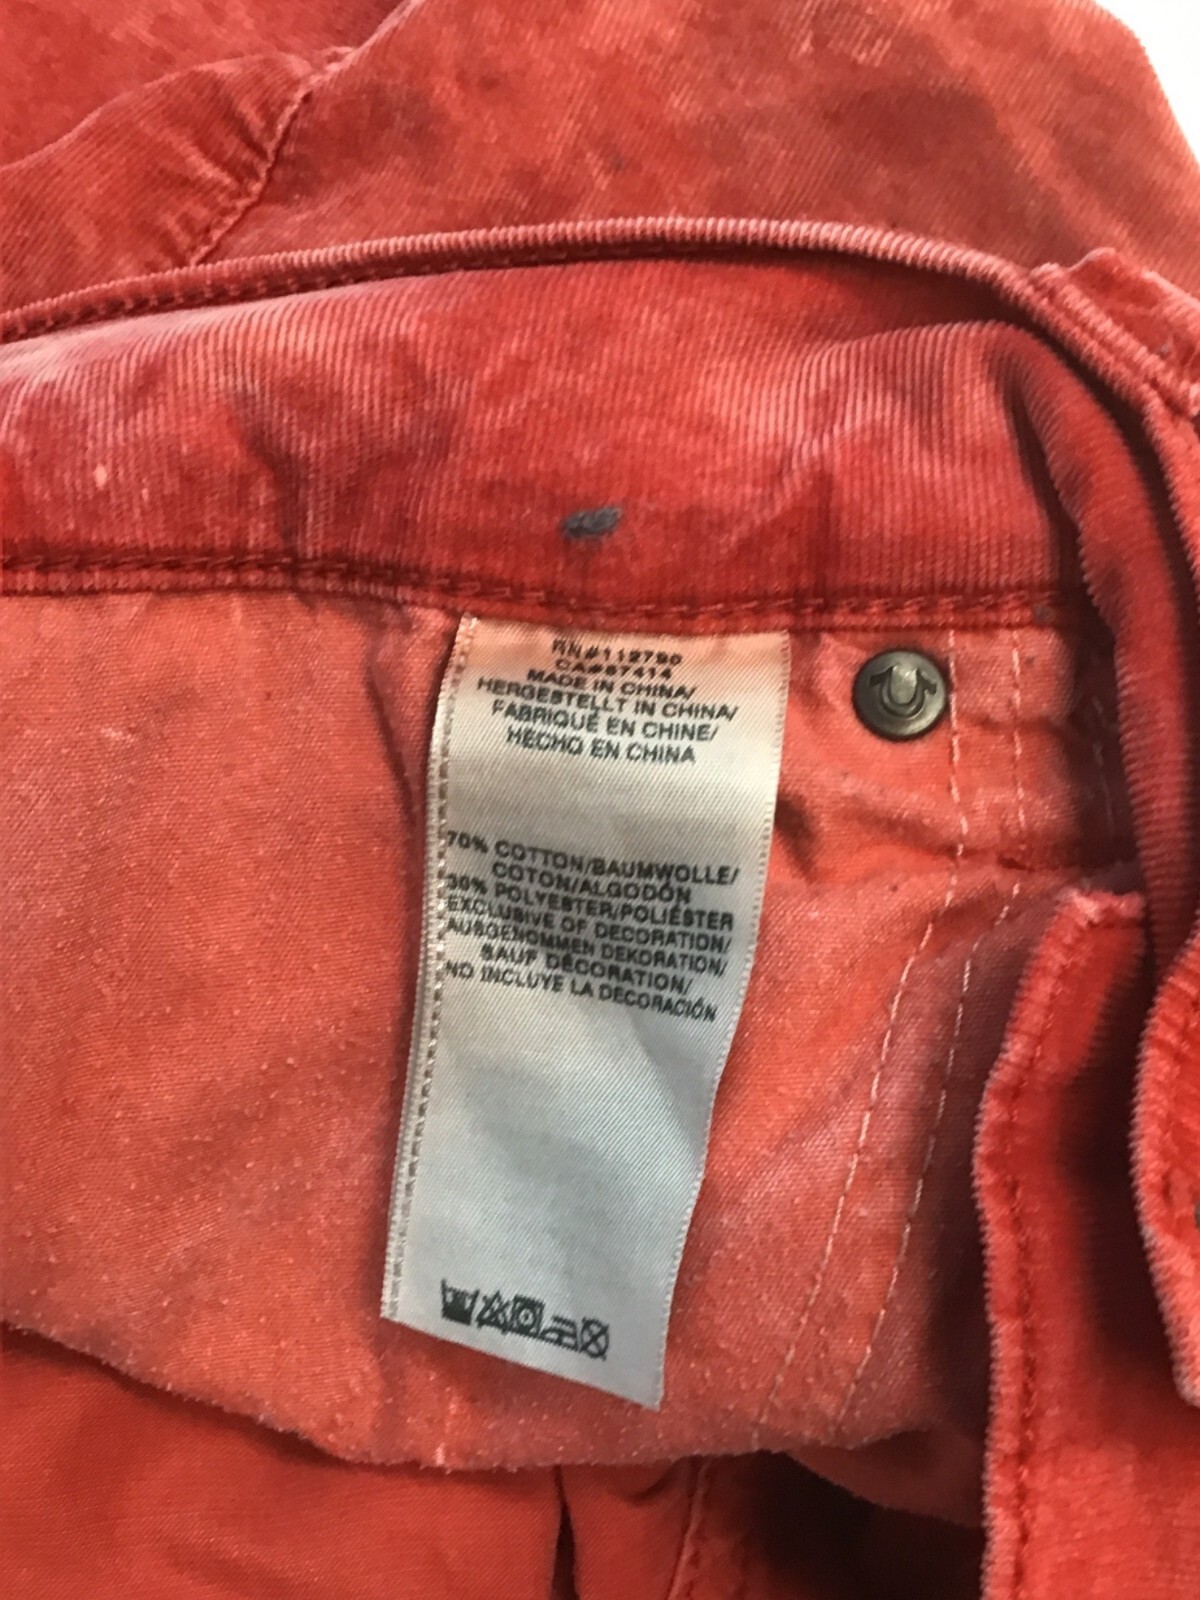 RN#112790
CA#67414
MADE IN CHINA/
HERGESTELLT IN CHINA/
FABRIQUÉ EN CHINE/
HECHO EN CHINA
70% COTTON/BAUMWOLLE/
COTON/ALGODÓN
30% POLYESTER/POLIÉSTER
EXCLUSIVE OF DECORATION/
AUSGENOMMEN DEKORATION/
SAUF DÉCORATION/
NO INCLUYE LA DECORACIÓN